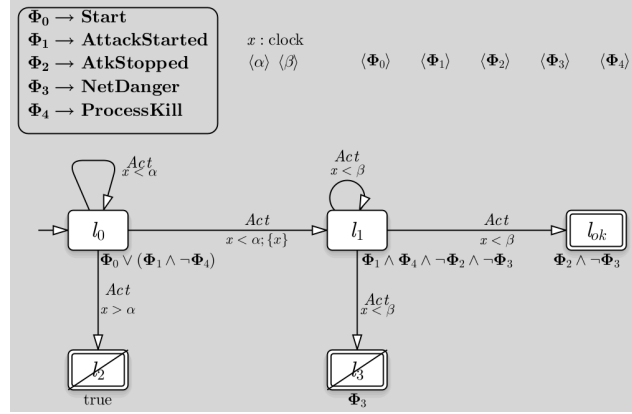 Φ₀ → Start
Φ₁ → AttackStarted
Φ₂ → AtkStopped
Φ₃ → NetDanger
Φ₄ → ProcessKill
x : clock
⟨α⟩ ⟨β⟩ ⟨Φ₀⟩ ⟨Φ₁⟩ ⟨Φ₂⟩ ⟨Φ₃⟩ ⟨Φ₄⟩
Act
x < α
Act
x < β
l₀
Act
x < α; {x}
l₁
Act
x < β
l_ok
Φ₀ ∨ (Φ₁ ∧ ¬Φ₄)
Φ₁ ∧ Φ₄ ∧ ¬Φ₂ ∧ ¬Φ₃
Φ₂ ∧ ¬Φ₃
Act
x > α
Act
x < β
l₂
l₃
true
Φ₃